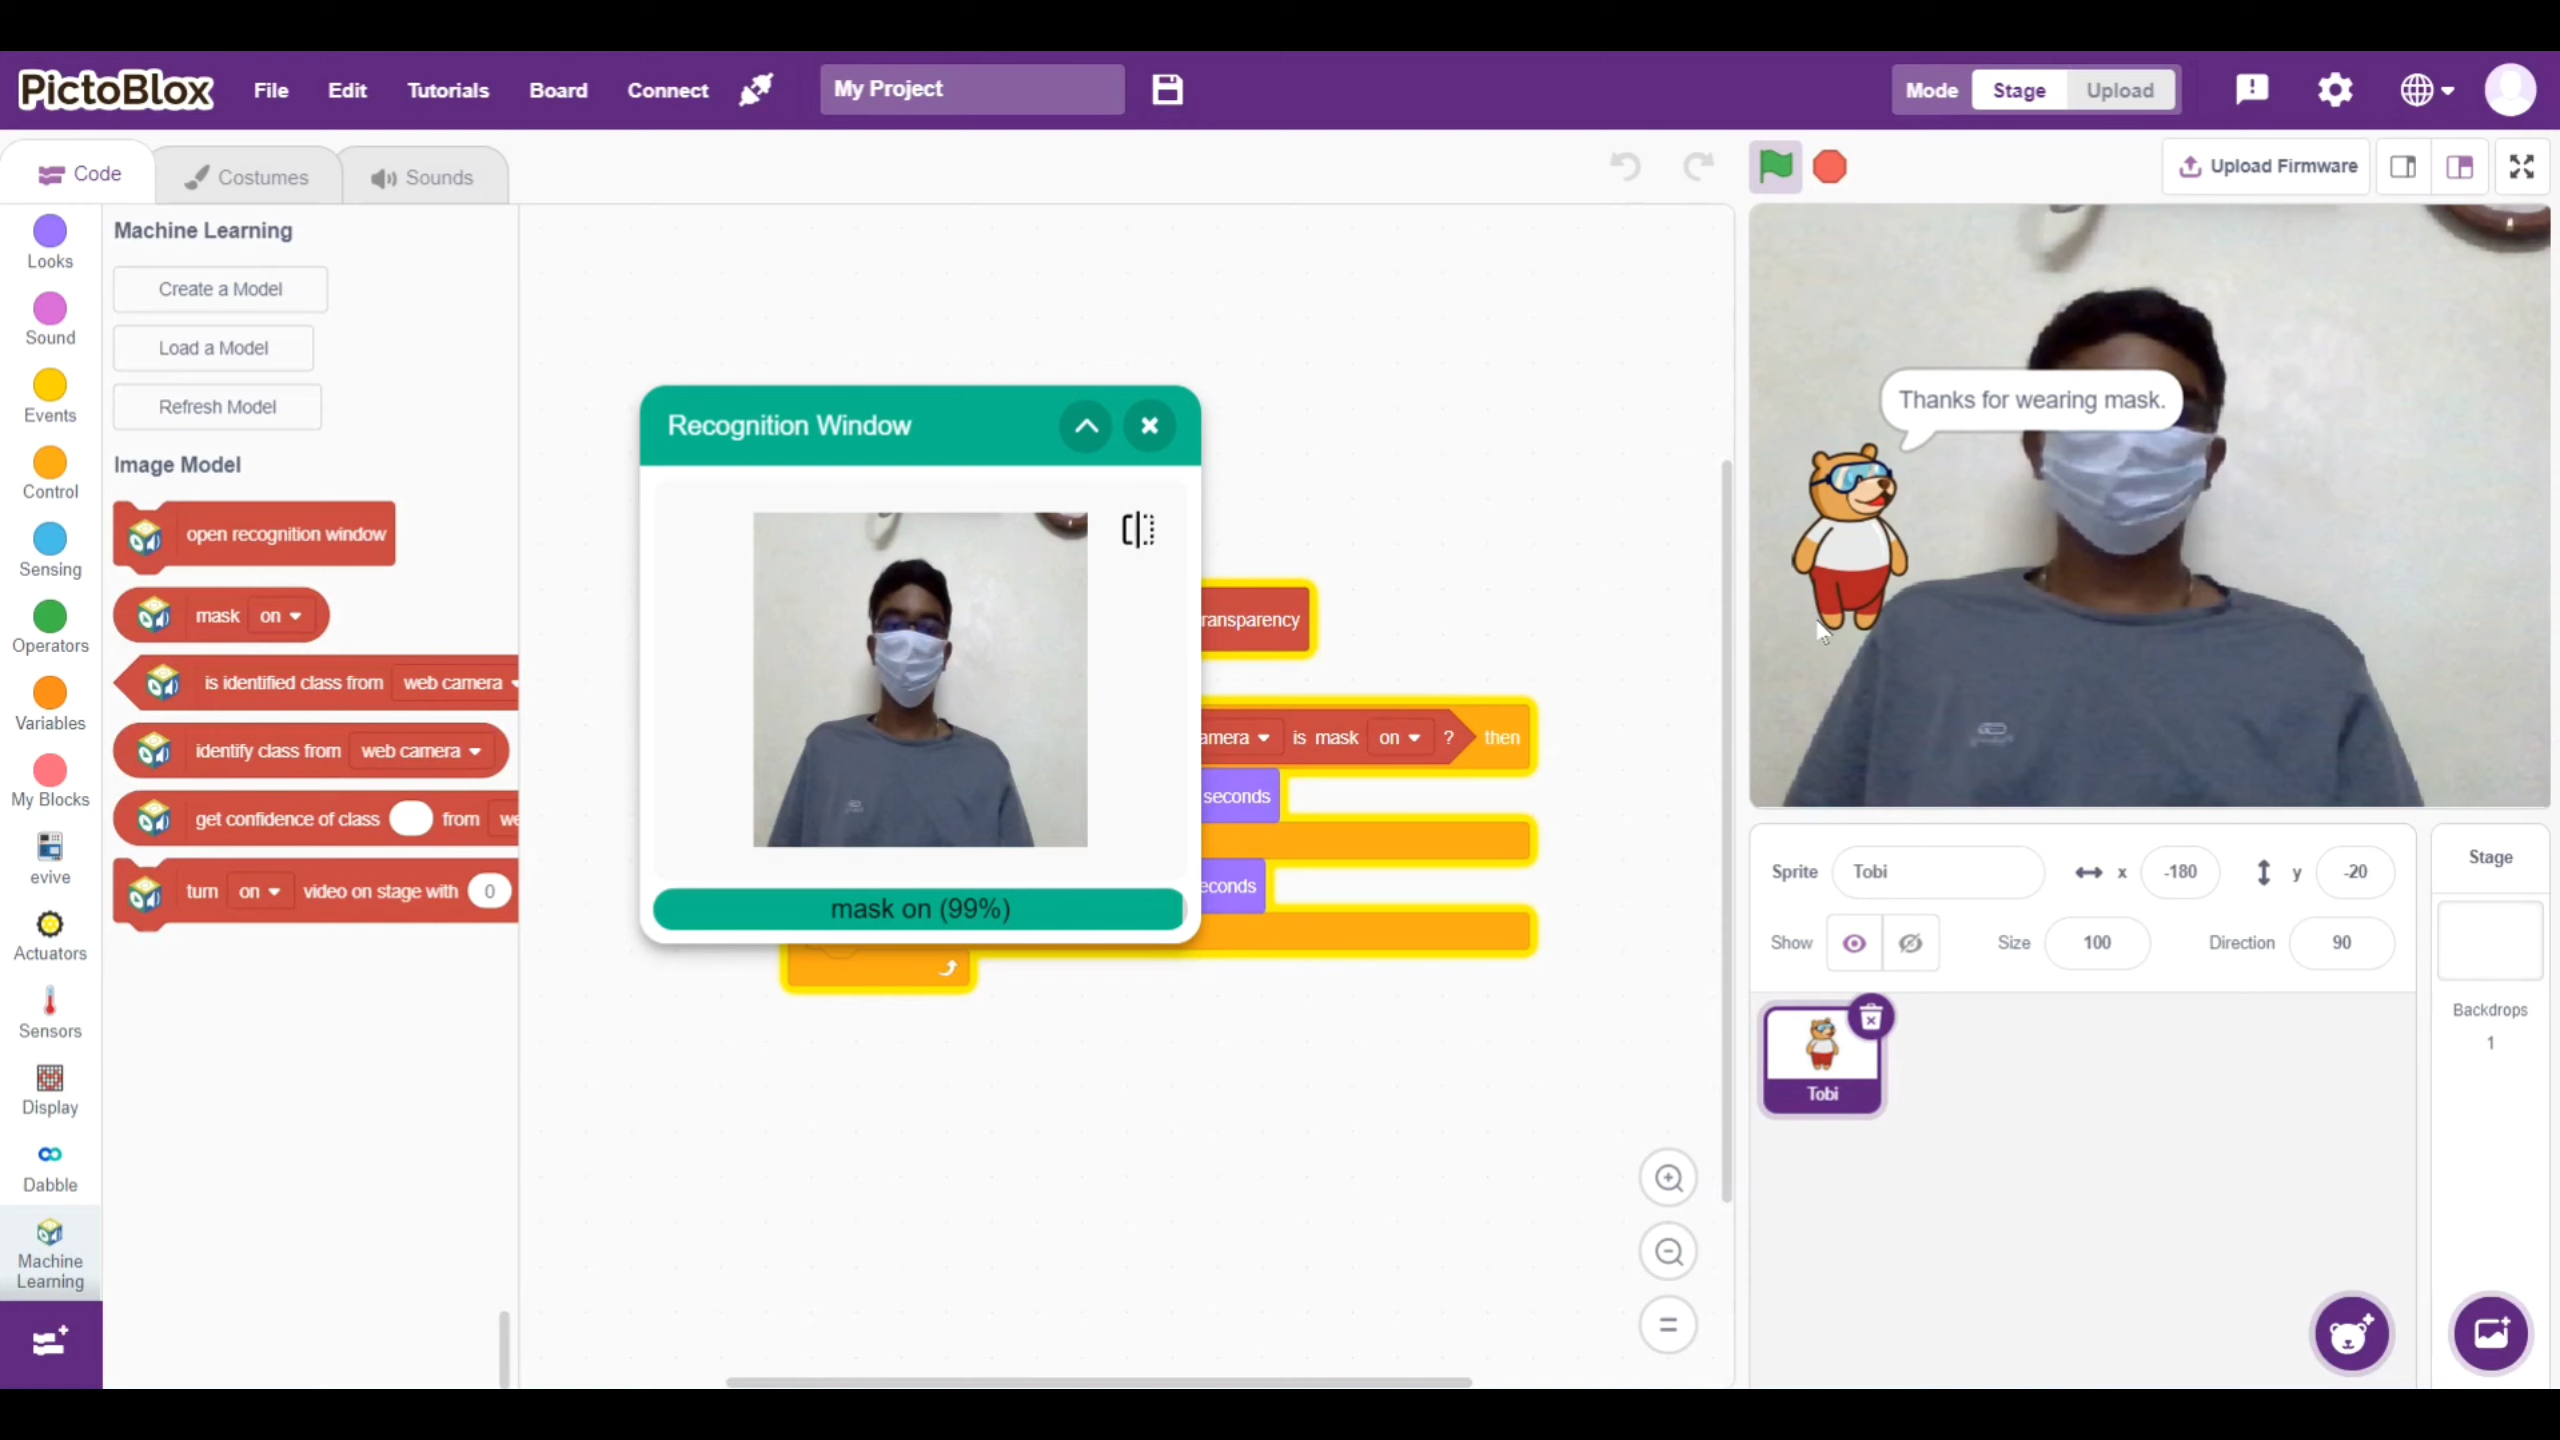 PictoBlox File Edit Tutorials Board Connect My Project Mode Stage Upload
Code Costumes Sounds Upload Firmware
Looks
Sound
Events
Control
Sensing
Operators
Variables
My Blocks
evive
Actuators
Sensors
Display
Dabble
Machine
Learning
Machine Learning
Create a Model
Load a Model
Refresh Model
Image Model
open recognition window
mask on
is identified class from web camera
identify class from web camera
get confidence of class from we
turn on video on stage with 0
Recognition Window
mask on (99%)
ransparency
amera is mask on ? then
seconds
econds
=
Thanks for wearing mask.
Sprite Tobi x -180 y -20
Show Size 100 Direction 90
Tobi
Stage
Backdrops
1